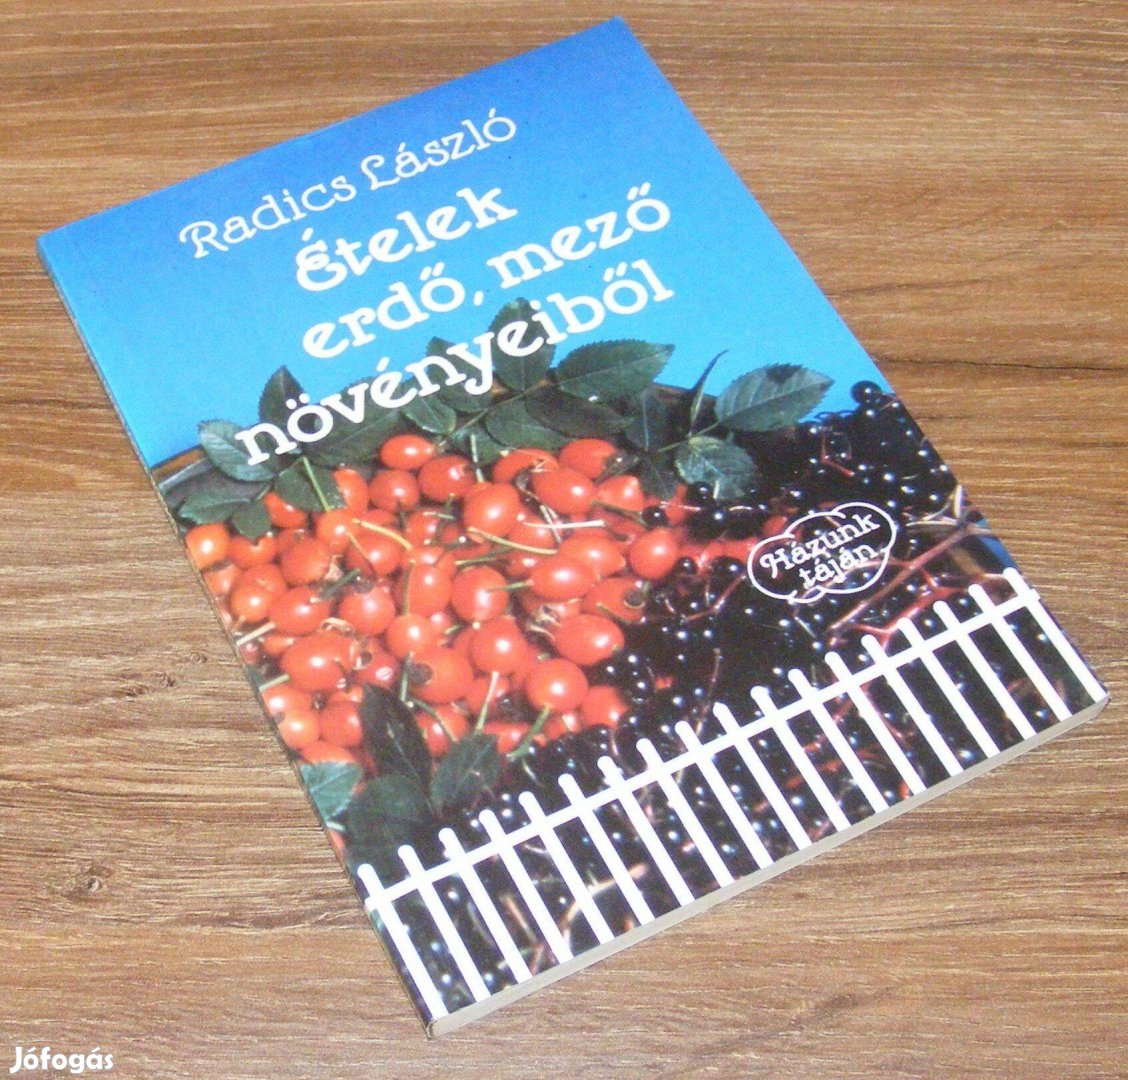 Radics László
Ételek
erdő, mező
növényeiből
Házunk
táján
Jófogás